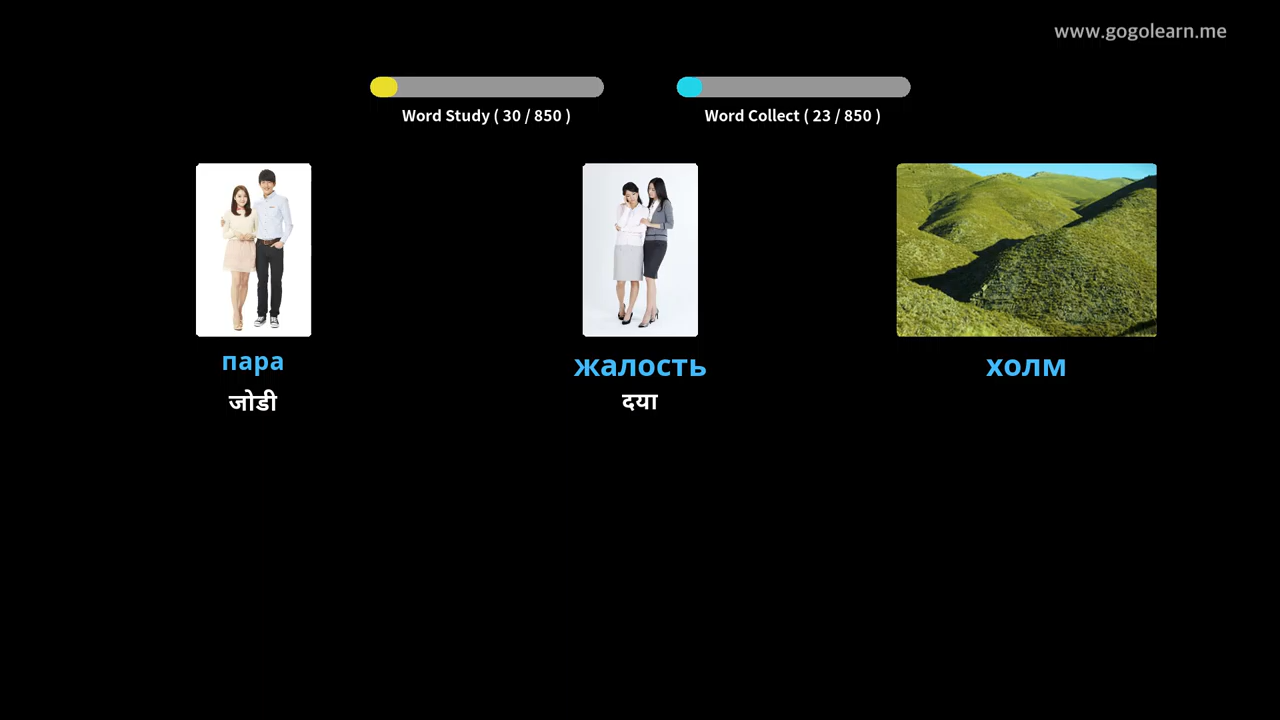 www.gogolearn.me
Word Study ( 30 / 850 )
Word Collect ( 23 / 850 )
пара
жалость
холм
जोडी
दया